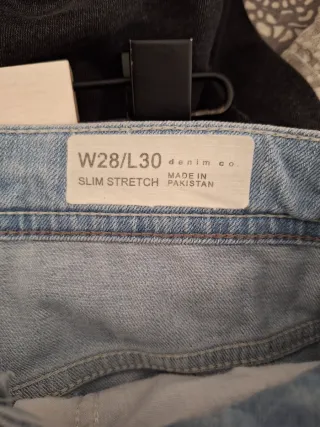 W28/L30 denim co.
SLIM STRETCH MADE IN
PAKISTAN